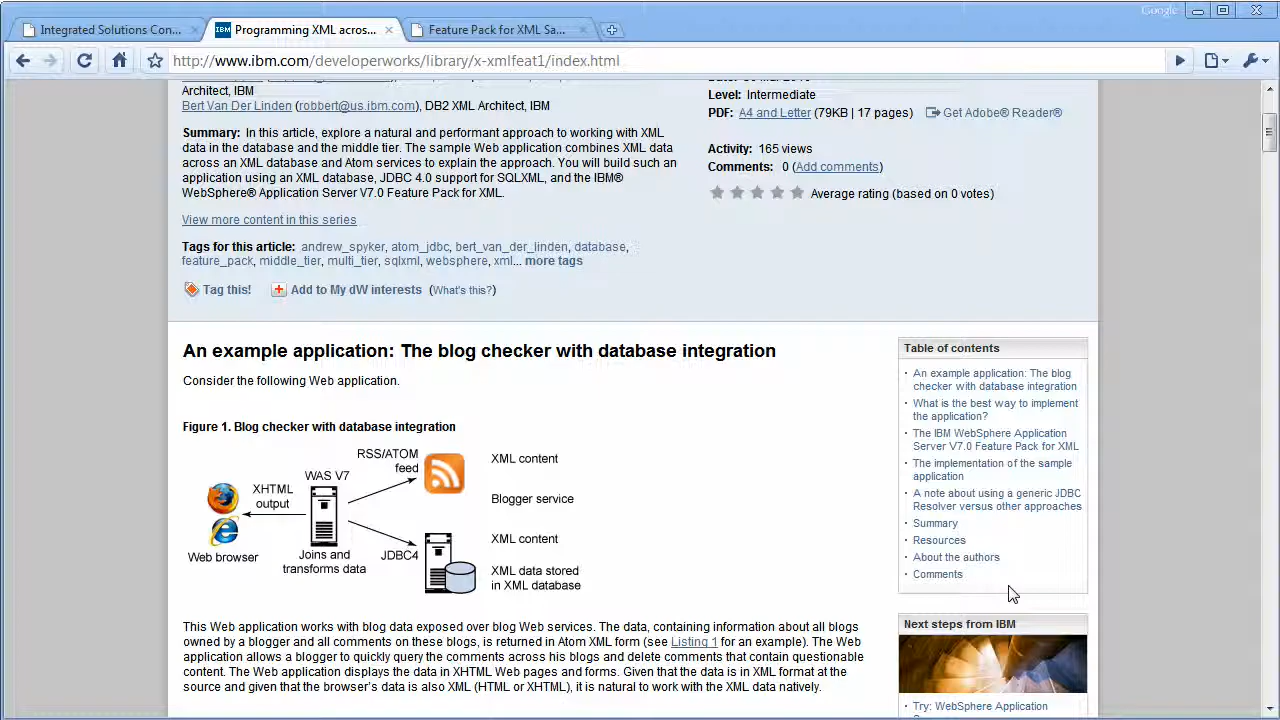 Google
Integrated Solutions Con...
IBM Programming XML acros...
Feature Pack for XML Sa...
http://www.ibm.com/developerworks/library/x-xmlfeat1/index.html
Architect, IBM
Bert Van Der Linden (robbert@us.ibm.com), DB2 XML Architect, IBM
Summary: In this article, explore a natural and performant approach to working with XML
data in the database and the middle tier. The sample Web application combines XML data
across an XML database and Atom services to explain the approach. You will build such an
application using an XML database, JDBC 4.0 support for SQLXML, and the IBM®
WebSphere® Application Server V7.0 Feature Pack for XML.
View more content in this series
Tags for this article: andrew_spyker, atom_jdbc, bert_van_der_linden, database,
feature_pack, middle_tier, multi_tier, sqlxml, websphere, xml... more tags
Tag this! Add to My dW interests (What's this?)
Level: Intermediate
PDF: A4 and Letter (79KB | 17 pages) Get Adobe® Reader®
Activity: 165 views
Comments: 0 (Add comments)
Average rating (based on 0 votes)
An example application: The blog checker with database integration
Consider the following Web application.
Figure 1. Blog checker with database integration
RSS/ATOM
feed
XML content
WAS V7
XHTML
output
Blogger service
XML content
Web browser
Joins and
transforms data
JDBC4
XML data stored
in XML database
This Web application works with blog data exposed over blog Web services. The data, containing information about all blogs
owned by a blogger and all comments on these blogs, is returned in Atom XML form (see Listing 1 for an example). The Web
application allows a blogger to quickly query the comments across his blogs and delete comments that contain questionable
content. The Web application displays the data in XHTML Web pages and forms. Given that the data is in XML format at the
source and given that the browser's data is also XML (HTML or XHTML), it is natural to work with the XML data natively.
Table of contents
An example application: The blog
checker with database integration
What is the best way to implement
the application?
The IBM WebSphere Application
Server V7.0 Feature Pack for XML
The implementation of the sample
application
A note about using a generic JDBC
Resolver versus other approaches
Summary
Resources
About the authors
Comments
Next steps from IBM
Try: WebSphere Application